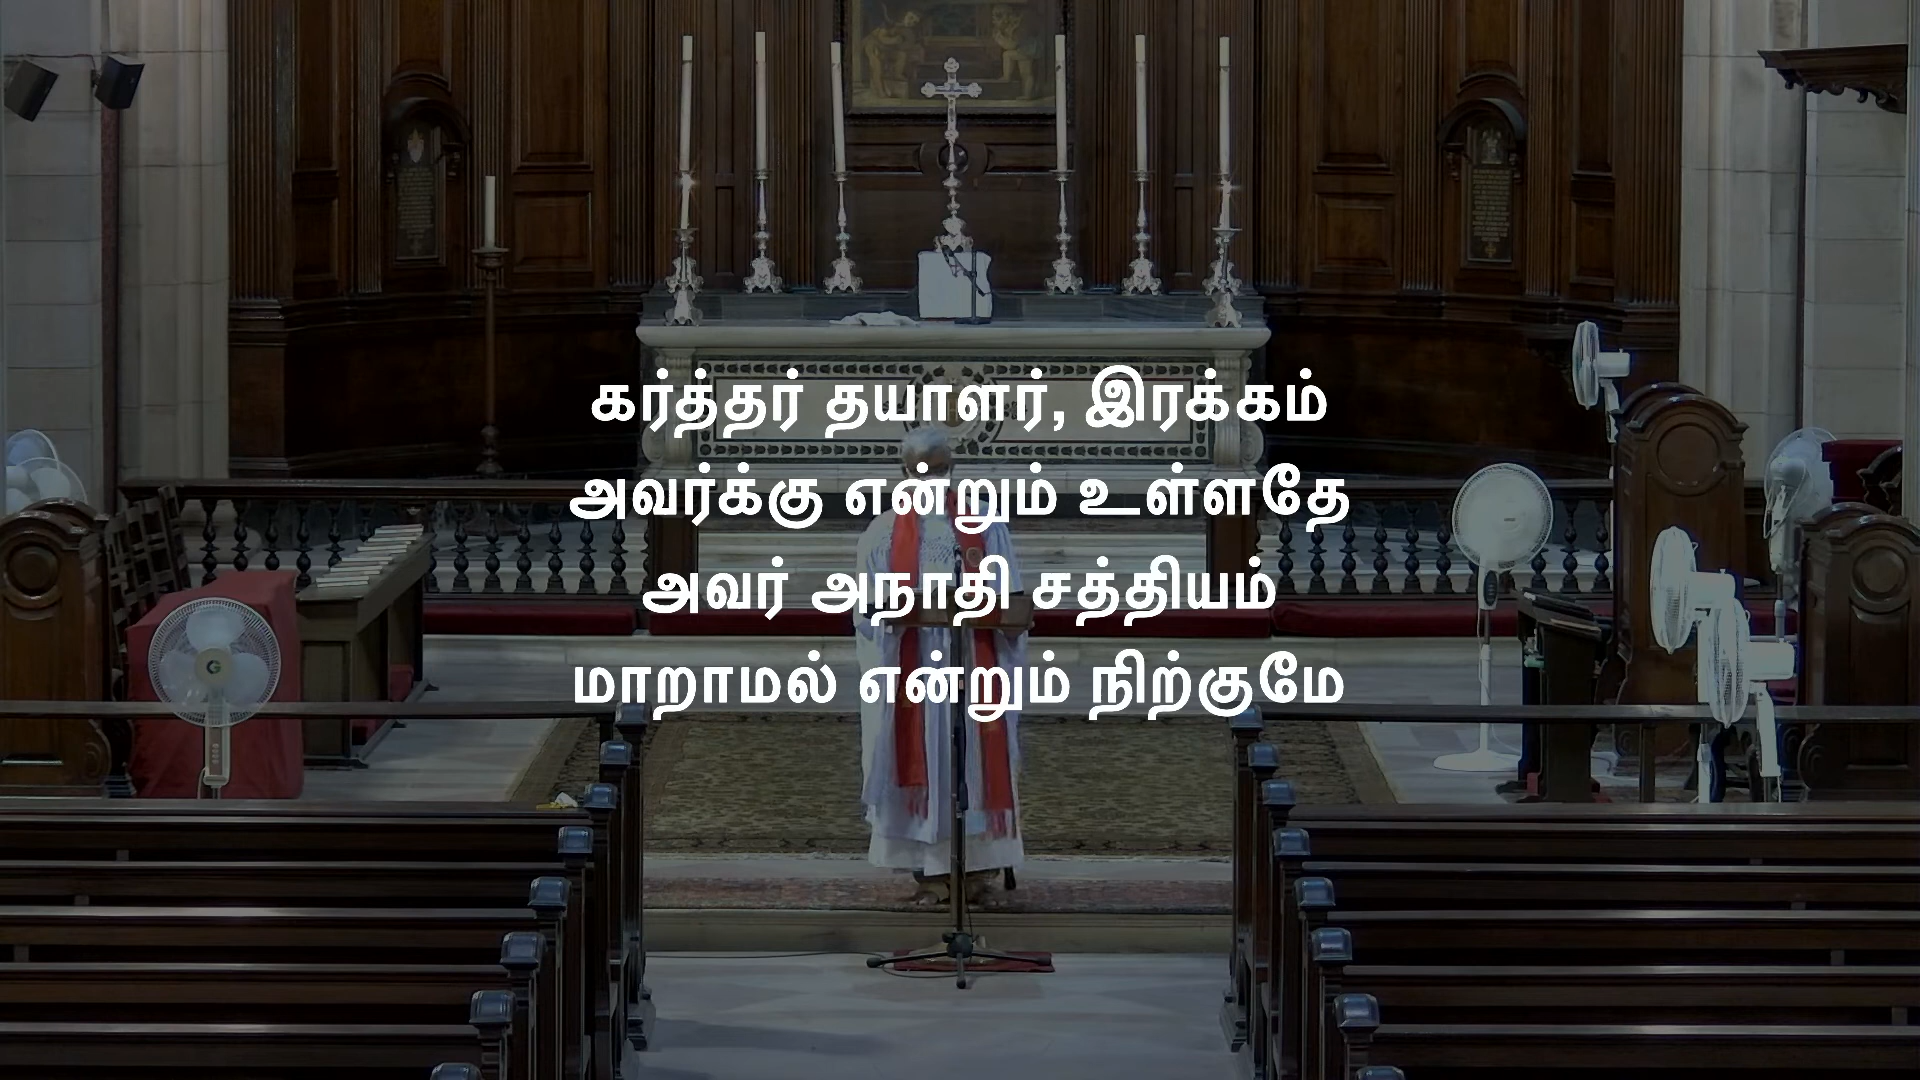 கர்த்தர் தயாளர், இரக்கம்
அவர்க்கு என்றும் உள்ளதே
அவர் அநாதி சத்தியம்
மாறாமல் என்றும் நிற்குமே